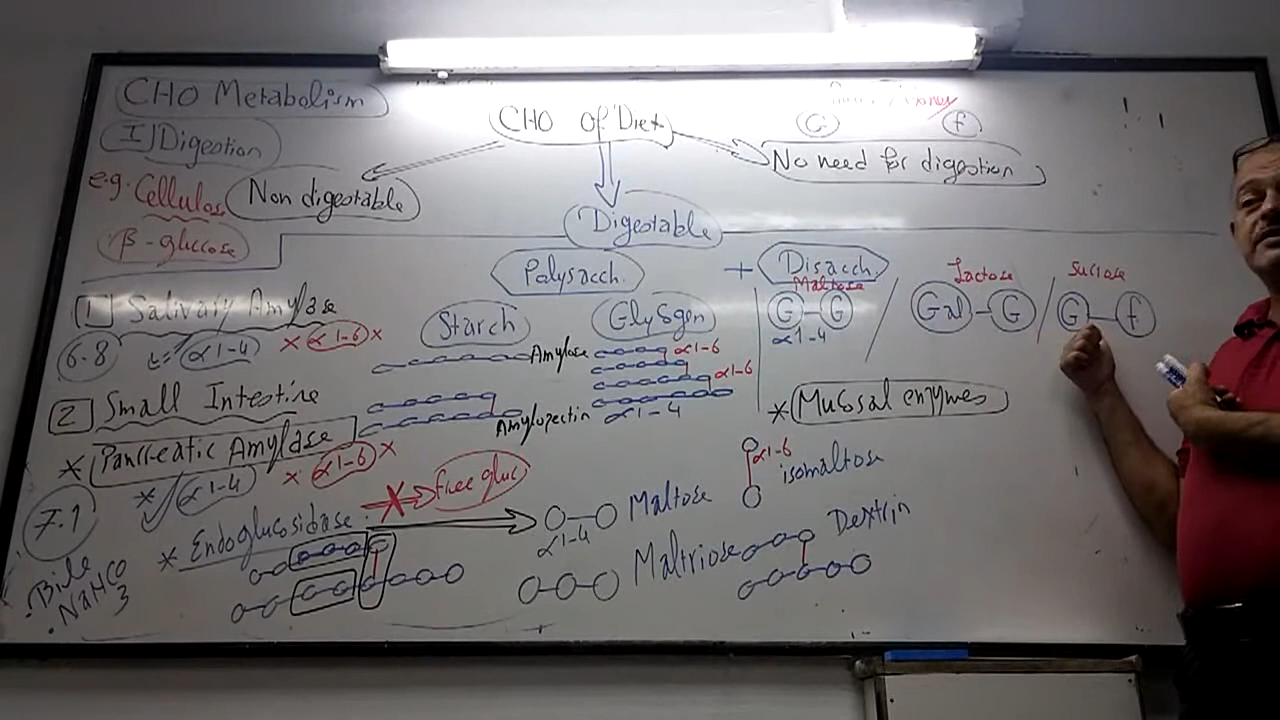 CHO Metabolism
I) Digestion
e.g. Cellulose
β-glucose
Non digestable
CHO of Diet
G
f
No need for digestion
Digestable
Polysacch.
+
Disacch.
Starch
Glysgen
Amylose
Amylopectin
α1-6
α1-6
α1-4
Maltose
G-G
α1-4
/
Lactose
Gal-G
/
Sucrose
G-f
* Mucosal enzymes
1 Salivary Amylase
6.8
α1-4
× α1-6 ×
2 Small Intestine
* Pancreatic Amylase
7.1
* α1-4
× α1-6 ×
* Endoglucosidase
free gluc
α1-4
Maltose
Maltriose
α1-6
isomaltose
Dextrin
. Bile
. NaHCO3